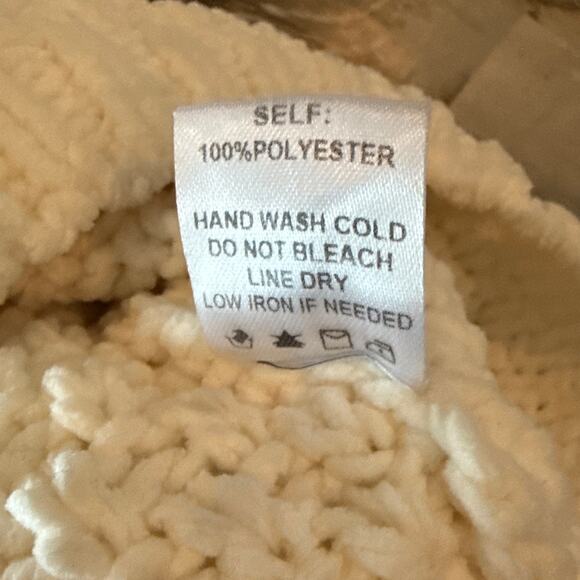 SELF:
100%POLYESTER
HAND WASH COLD
DO NOT BLEACH
LINE DRY
LOW IRON IF NEEDED